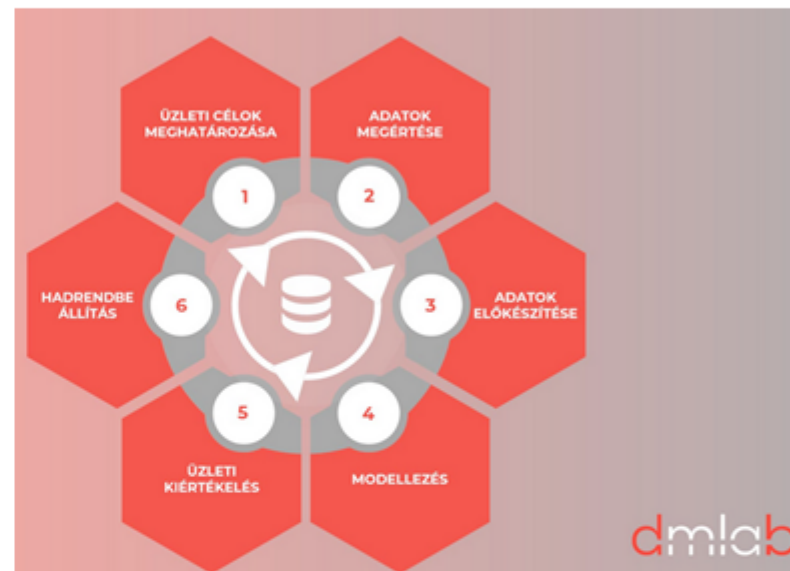 ÜZLETI CÉLOK
MEGHATÁROZÁSA
1
ADATOK
MEGÉRTÉSE
2
ADATOK
ELŐKÉSZÍTÉSE
3
MODELLEZÉS
4
ÜZLETI
KIÉRTÉKELÉS
5
HADRENDBE
ÁLLÍTÁS
6
dmlab